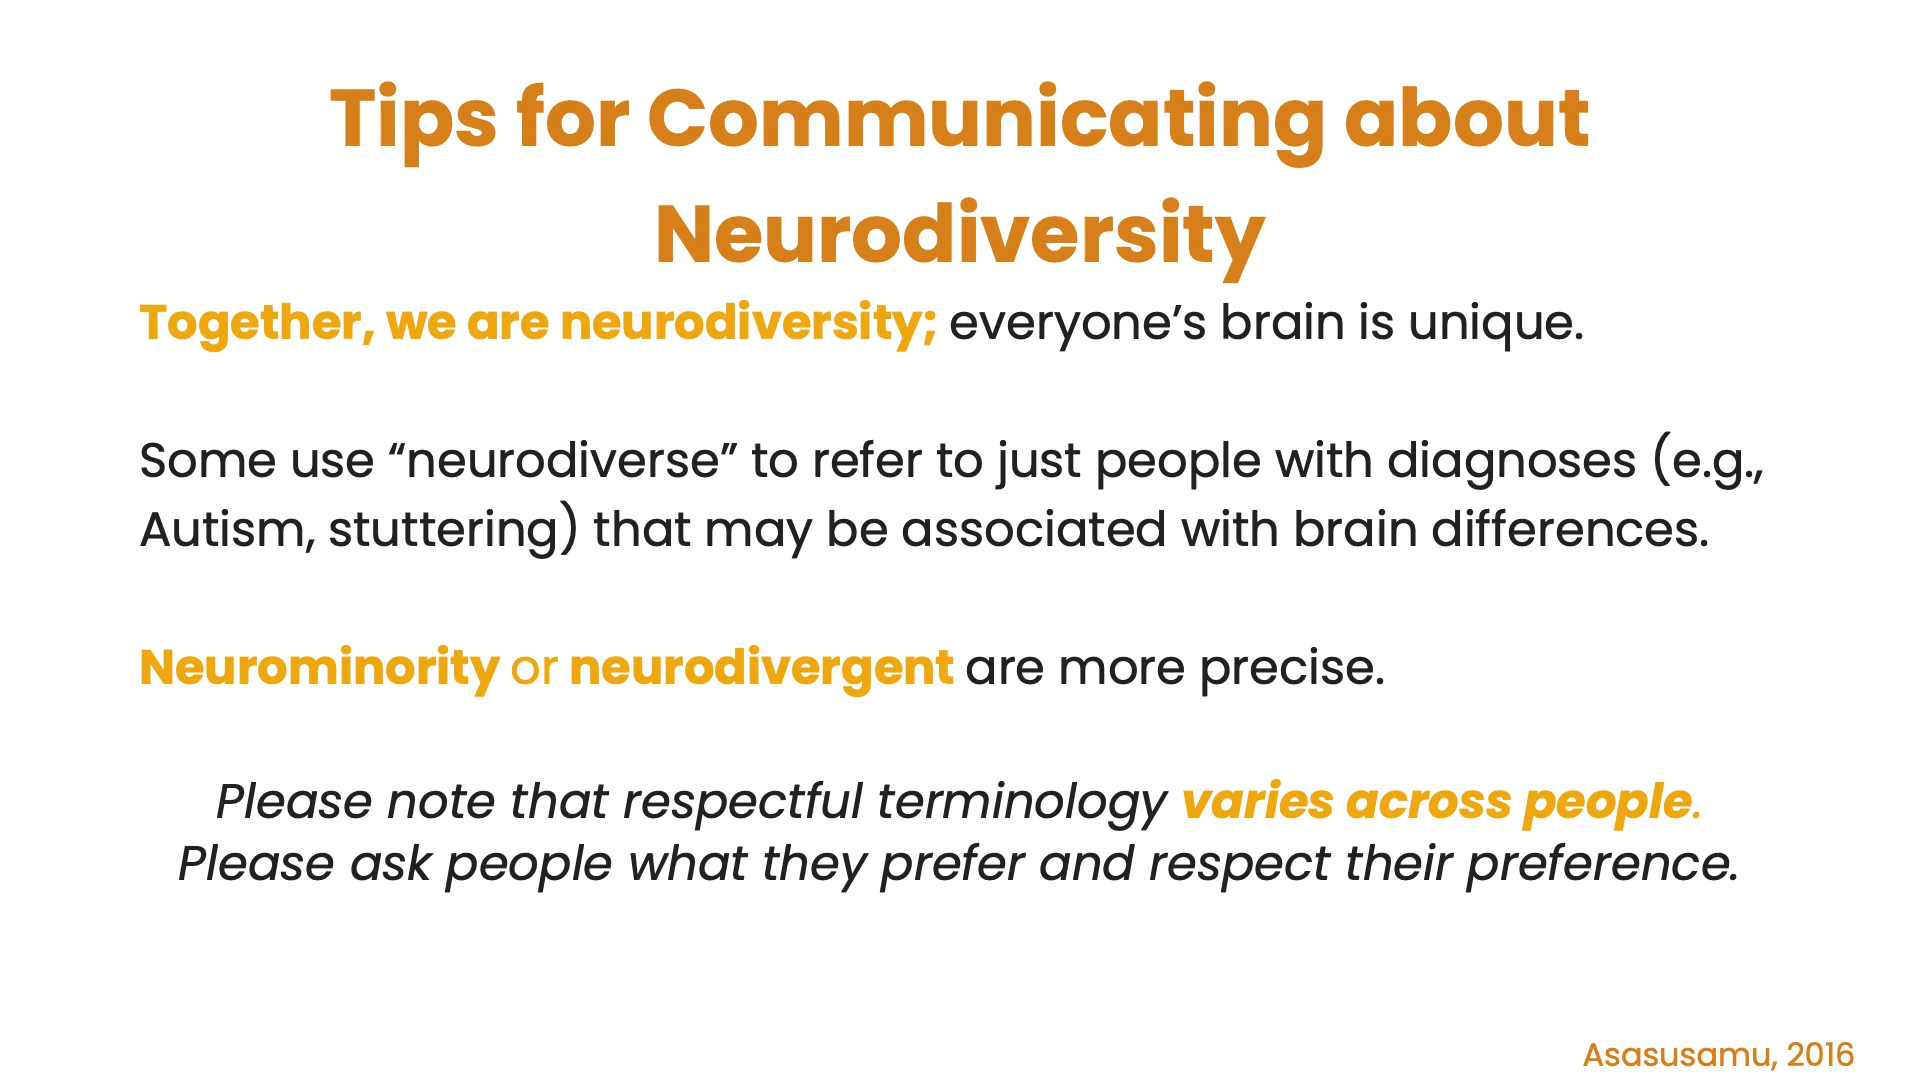 Tips for Communicating about
Neurodiversity
Together, we are neurodiversity; everyone’s brain is unique.
Some use “neurodiverse” to refer to just people with diagnoses (e.g.,
Autism, stuttering) that may be associated with brain differences.
Neurominority or neurodivergent are more precise.
Please note that respectful terminology varies across people.
Please ask people what they prefer and respect their preference.
Asasusamu, 2016